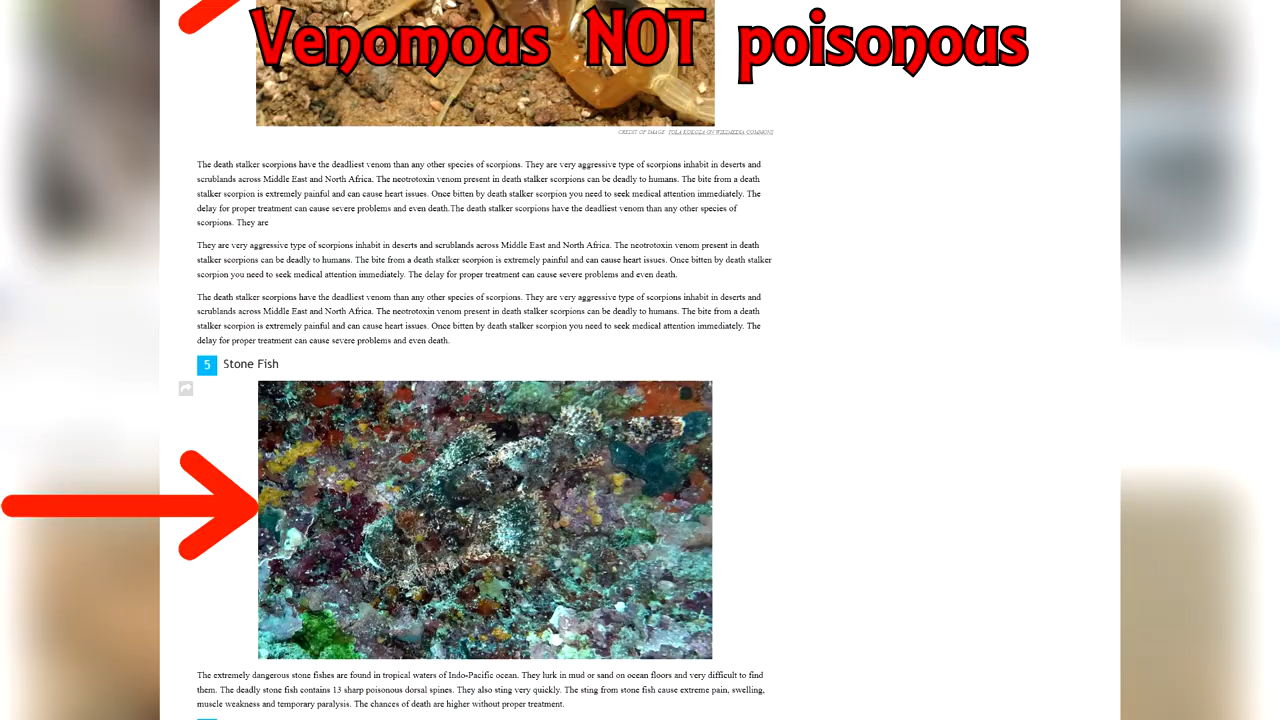 Venomous NOT poisonous
CREDIT OF IMAGE: YOLA KOKOZA ON WIKIMEDIA COMMONS
The death stalker scorpions have the deadliest venom than any other species of scorpions. They are very aggressive type of scorpions inhabit in deserts and
scrublands across Middle East and North Africa. The neotrotoxin venom present in death stalker scorpions can be deadly to humans. The bite from a death
stalker scorpion is extremely painful and can cause heart issues. Once bitten by death stalker scorpion you need to seek medical attention immediately. The
delay for proper treatment can cause severe problems and even death.The death stalker scorpions have the deadliest venom than any other species of
scorpions. They are
They are very aggressive type of scorpions inhabit in deserts and scrublands across Middle East and North Africa. The neotrotoxin venom present in death
stalker scorpions can be deadly to humans. The bite from a death stalker scorpion is extremely painful and can cause heart issues. Once bitten by death stalker
scorpion you need to seek medical attention immediately. The delay for proper treatment can cause severe problems and even death.
The death stalker scorpions have the deadliest venom than any other species of scorpions. They are very aggressive type of scorpions inhabit in deserts and
scrublands across Middle East and North Africa. The neotrotoxin venom present in death stalker scorpions can be deadly to humans. The bite from a death
stalker scorpion is extremely painful and can cause heart issues. Once bitten by death stalker scorpion you need to seek medical attention immediately. The
delay for proper treatment can cause severe problems and even death.
5 Stone Fish
The extremely dangerous stone fishes are found in tropical waters of Indo-Pacific ocean. They lurk in mud or sand on ocean floors and very difficult to find
them. The deadly stone fish contains 13 sharp poisonous dorsal spines. They also sting very quickly. The sting from stone fish cause extreme pain, swelling,
muscle weakness and temporary paralysis. The chances of death are higher without proper treatment.